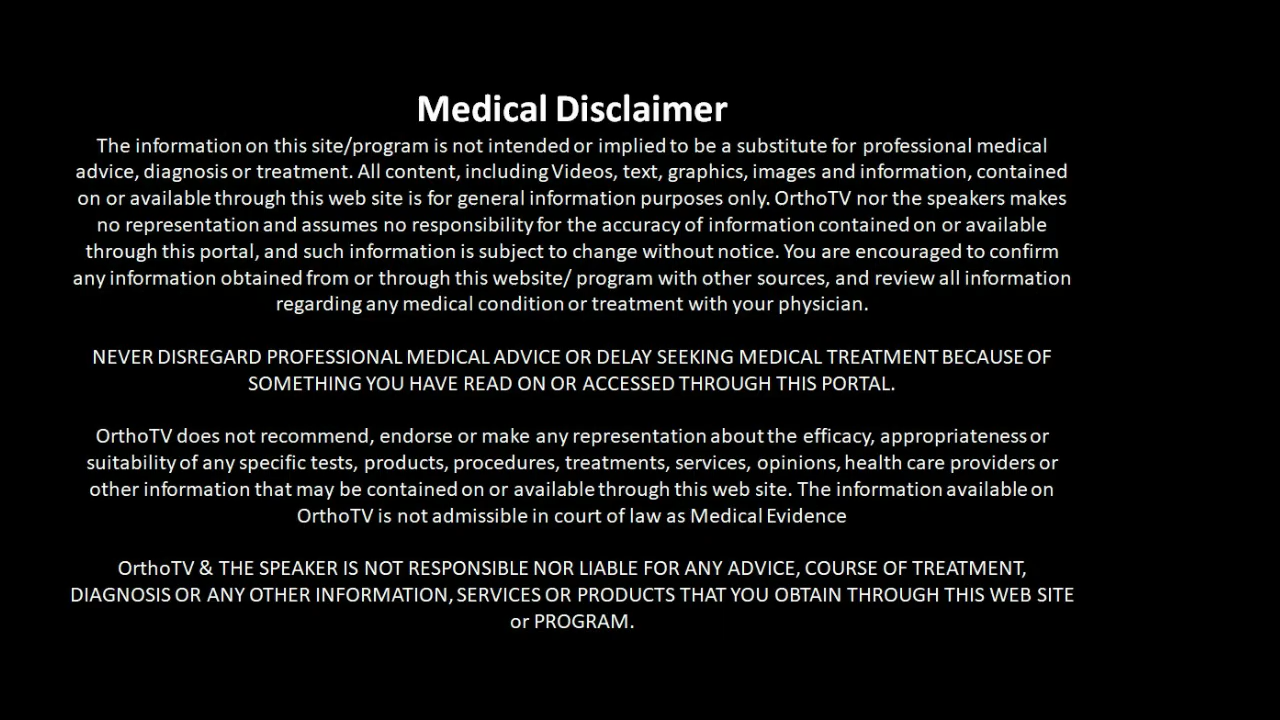 Medical Disclaimer
The information on this site/program is not intended or implied to be a substitute for professional medical
advice, diagnosis or treatment. All content, including Videos, text, graphics, images and information, contained
on or available through this web site is for general information purposes only. OrthoTV nor the speakers makes
no representation and assumes no responsibility for the accuracy of information contained on or available
through this portal, and such information is subject to change without notice. You are encouraged to confirm
any information obtained from or through this website/ program with other sources, and review all information
regarding any medical condition or treatment with your physician.
NEVER DISREGARD PROFESSIONAL MEDICAL ADVICE OR DELAY SEEKING MEDICAL TREATMENT BECAUSE OF
SOMETHING YOU HAVE READ ON OR ACCESSED THROUGH THIS PORTAL.
OrthoTV does not recommend, endorse or make any representation about the efficacy, appropriateness or
suitability of any specific tests, products, procedures, treatments, services, opinions, health care providers or
other information that may be contained on or available through this web site. The information available on
OrthoTV is not admissible in court of law as Medical Evidence
OrthoTV & THE SPEAKER IS NOT RESPONSIBLE NOR LIABLE FOR ANY ADVICE, COURSE OF TREATMENT,
DIAGNOSIS OR ANY OTHER INFORMATION, SERVICES OR PRODUCTS THAT YOU OBTAIN THROUGH THIS WEB SITE
or PROGRAM.